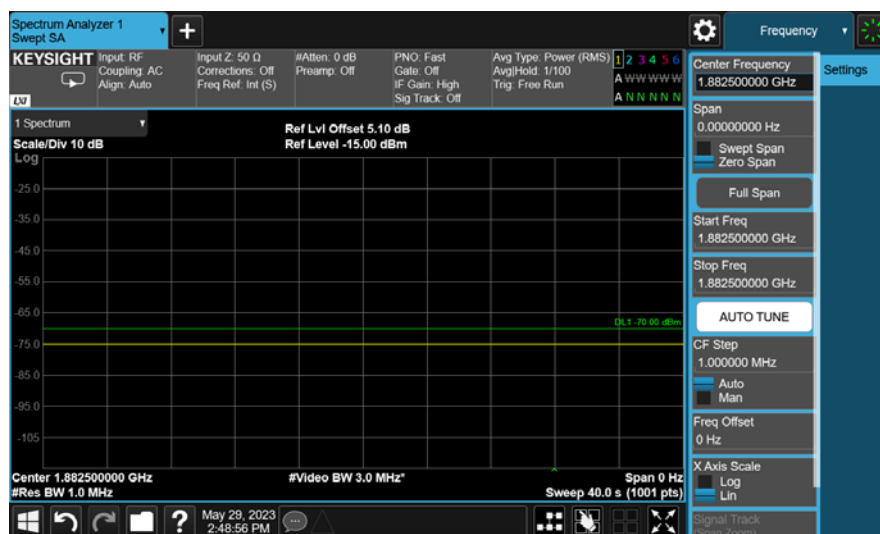 Spectrum Analyzer 1
Swept SA
Frequency
KEYSIGHT
Input: RF
Coupling: AC
Align: Auto
Input Z: 50 Ω
Corrections: Off
Freq Ref: Int (S)
#Atten: 0 dB
Preamp: Off
PNO: Fast
Gate: Off
IF Gain: High
Sig Track: Off
Avg Type: Power (RMS)
Avg|Hold: 1/100
Trig: Free Run
1 2 3 4 5 6
A W W W W W
A N N N N N
LXI
1 Spectrum
Scale/Div 10 dB
Log
Ref Lvl Offset 5.10 dB
Ref Level -15.00 dBm
-25.0
-35.0
-45.0
-55.0
-65.0
-75.0
-85.0
-95.0
-105
DL1 -70.00 dBm
Center 1.882500000 GHz
#Res BW 1.0 MHz
#Video BW 3.0 MHz*
Span 0 Hz
Sweep 40.0 s (1001 pts)
May 29, 2023
2:48:56 PM
Settings
Center Frequency
1.882500000 GHz
Span
0.00000000 Hz
Swept Span
Zero Span
Full Span
Start Freq
1.882500000 GHz
Stop Freq
1.882500000 GHz
AUTO TUNE
CF Step
1.000000 MHz
Auto
Man
Freq Offset
0 Hz
X Axis Scale
Log
Lin
Signal Track
(Span Zoom)